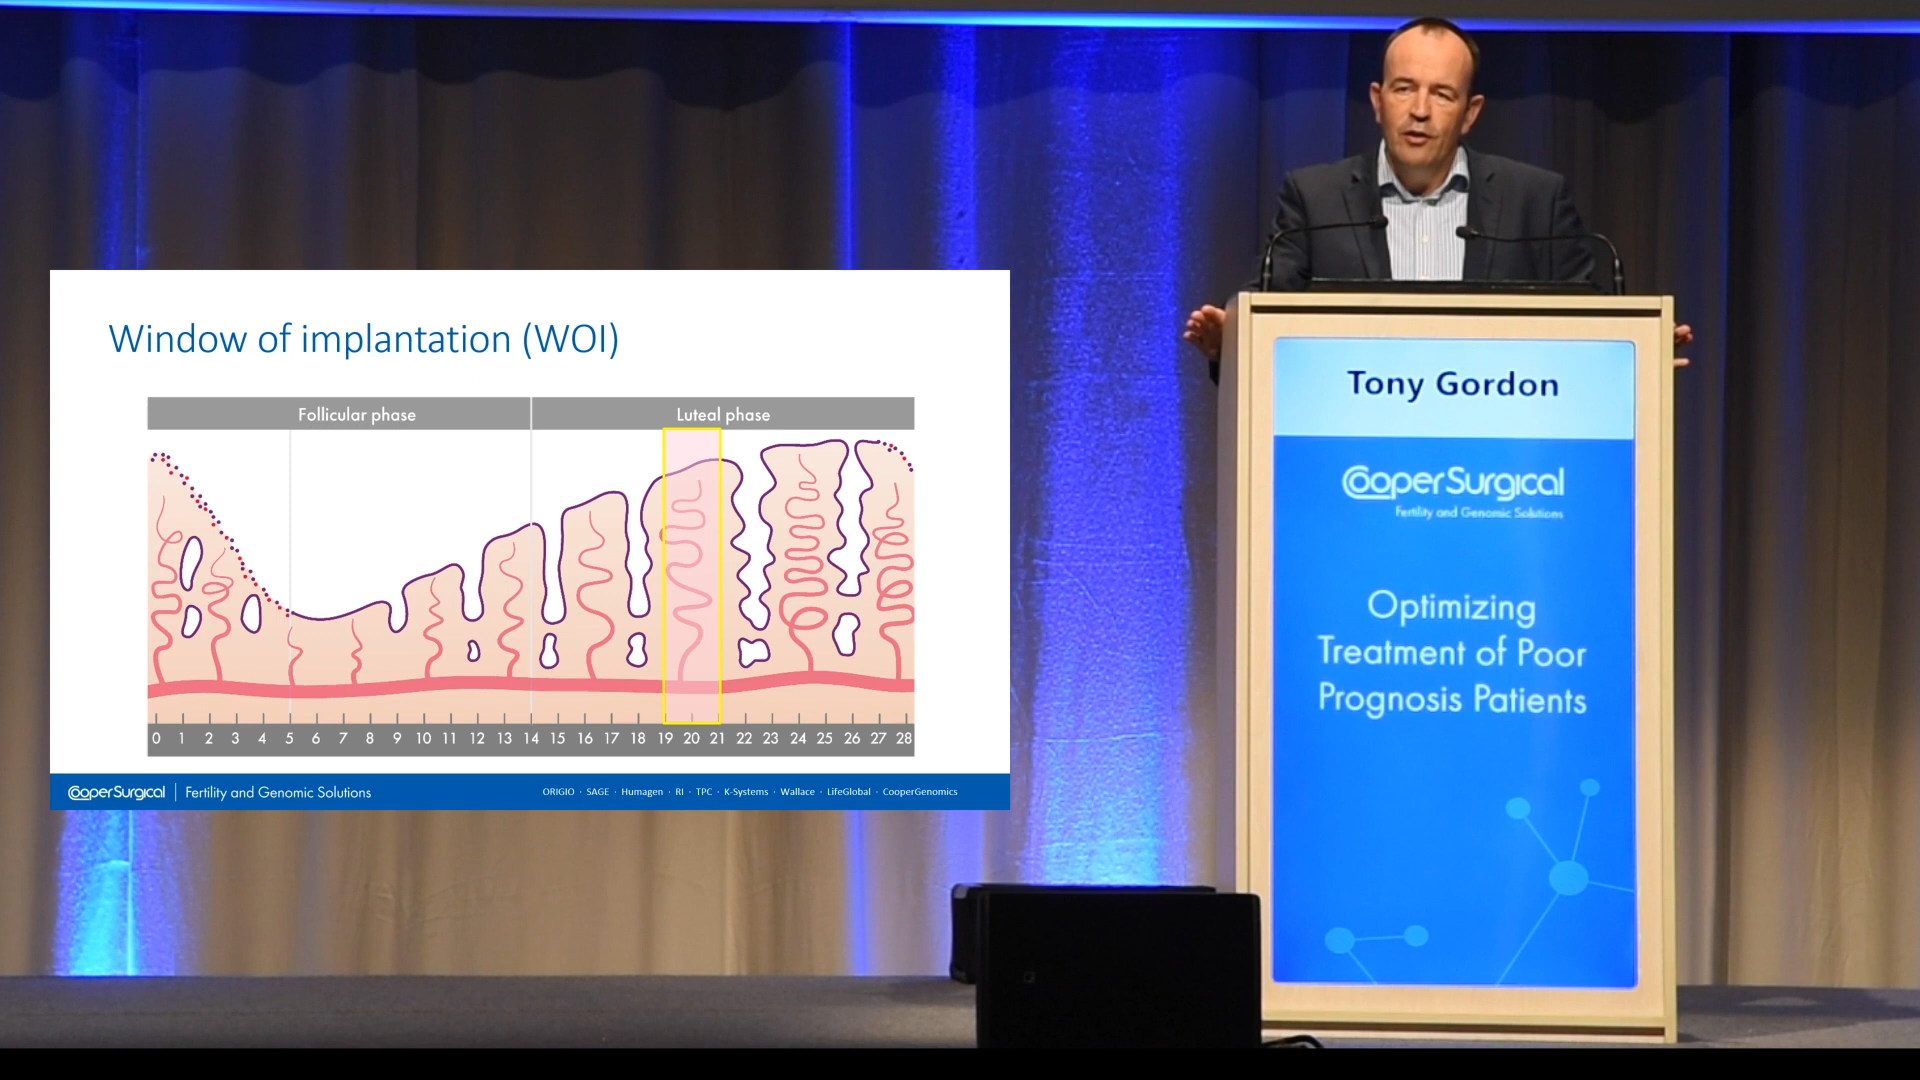 Window of implantation (WOI)
Follicular phase
Luteal phase
0 1 2 3 4 5 6 7 8 9 10 11 12 13 14 15 16 17 18 19 20 21 22 23 24 25 26 27 28
CooperSurgical | Fertility and Genomic Solutions
ORIGIO · SAGE · Humagen · RI · TPC · K-Systems · Wallace · LifeGlobal · CooperGenomics
Tony Gordon
CooperSurgical
Fertility and Genomic Solutions
Optimizing
Treatment of Poor
Prognosis Patients